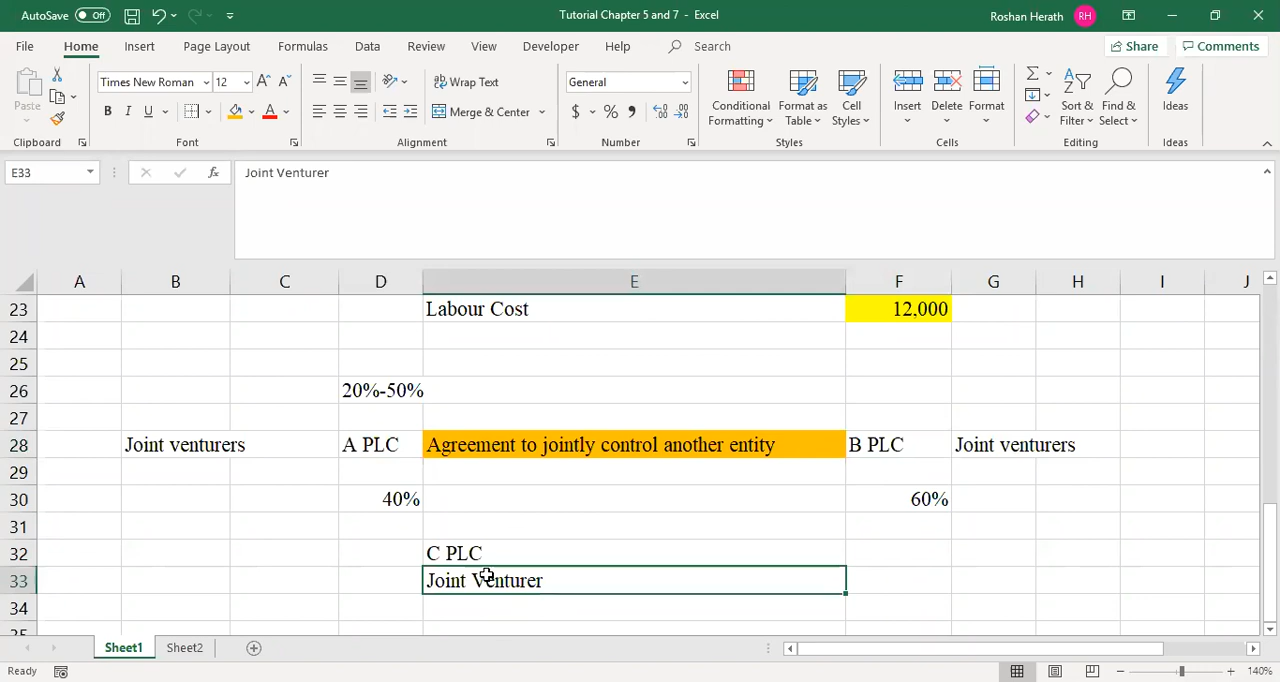 AutoSave Off Tutorial Chapter 5 and 7 - Excel Roshan Herath RH
File Home Insert Page Layout Formulas Data Review View Developer Help Search Share Comments
Paste Times New Roman 12 A A Wrap Text General Conditional Formatting Format as Table Cell Styles Insert Delete Format Sort & Filter Find & Select Ideas
B I U A Merge & Center $ % ,
Clipboard Font Alignment Number Styles Cells Editing Ideas
E33 fx Joint Venturer
A B C D E F G H I J
23 Labour Cost 12,000
24
25
26 20%-50%
27
28 Joint venturers A PLC Agreement to jointly control another entity B PLC Joint venturers
29
30 40% 60%
31
32 C PLC
33 Joint Venturer
34
35
Sheet1 Sheet2
Ready 140%